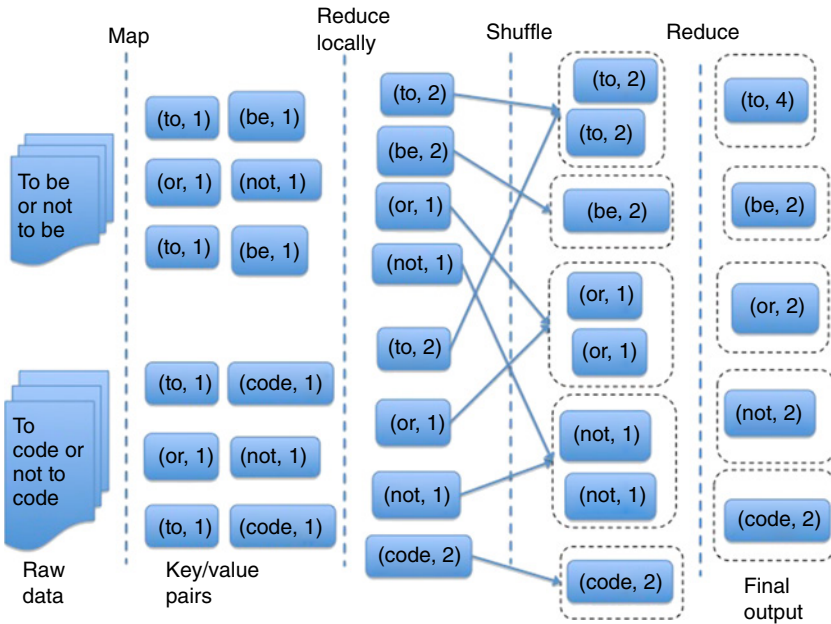 Map
Reduce
locally
Shuffle
Reduce
To be
or not
to be
(to, 1)
(be, 1)
(or, 1)
(not, 1)
(to, 1)
(be, 1)
To
code or
not to
code
(to, 1)
(code, 1)
(or, 1)
(not, 1)
(to, 1)
(code, 1)
(to, 2)
(be, 2)
(or, 1)
(not, 1)
(to, 2)
(or, 1)
(not, 1)
(code, 2)
(to, 2)
(to, 2)
(be, 2)
(or, 1)
(or, 1)
(not, 1)
(not, 1)
(code, 2)
(to, 4)
(be, 2)
(or, 2)
(not, 2)
(code, 2)
Raw
data
Key/value
pairs
Final
output